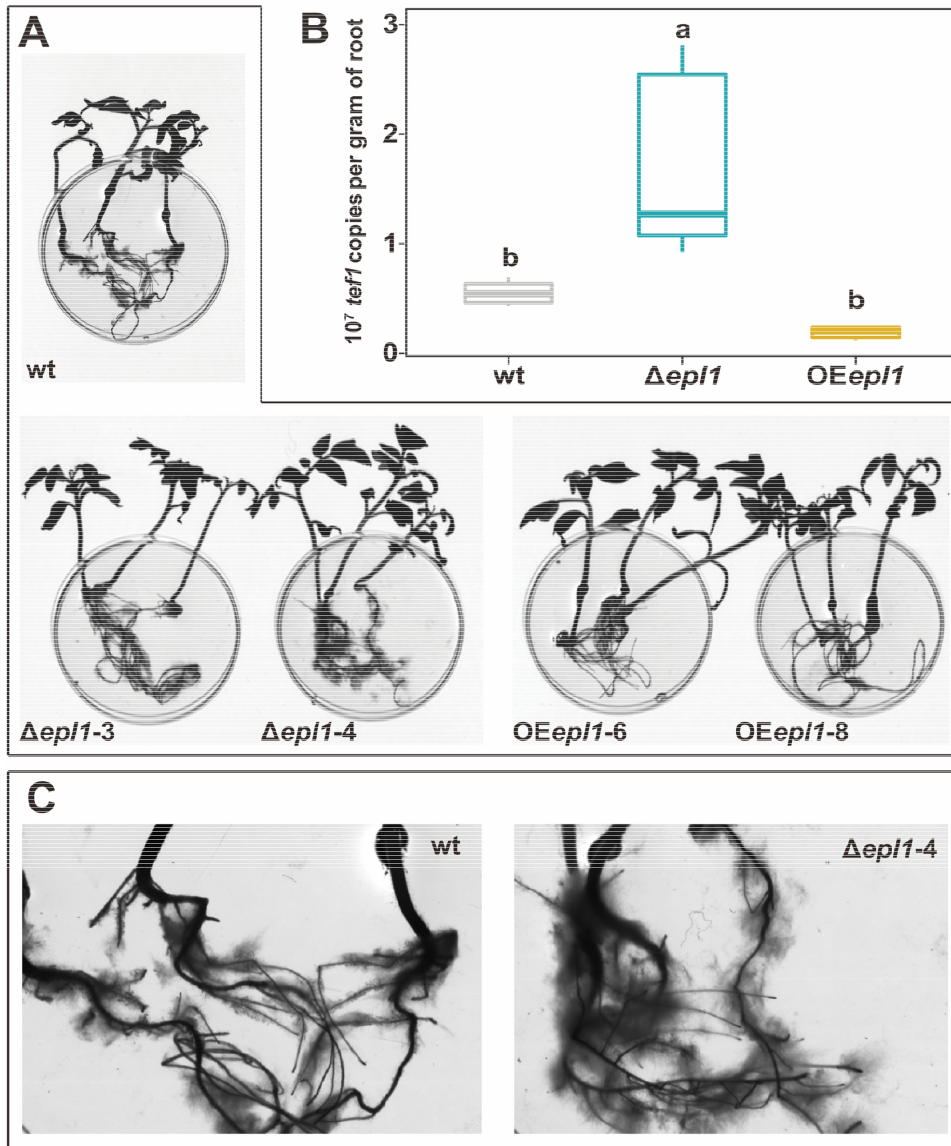 A
wt
B
10⁷ tef1 copies per gram of root
3
2
1
0
b
a
b
wt
Δepl1
OEepl1
Δepl1-3
Δepl1-4
OEepl1-6
OEepl1-8
C
wt
Δepl1-4